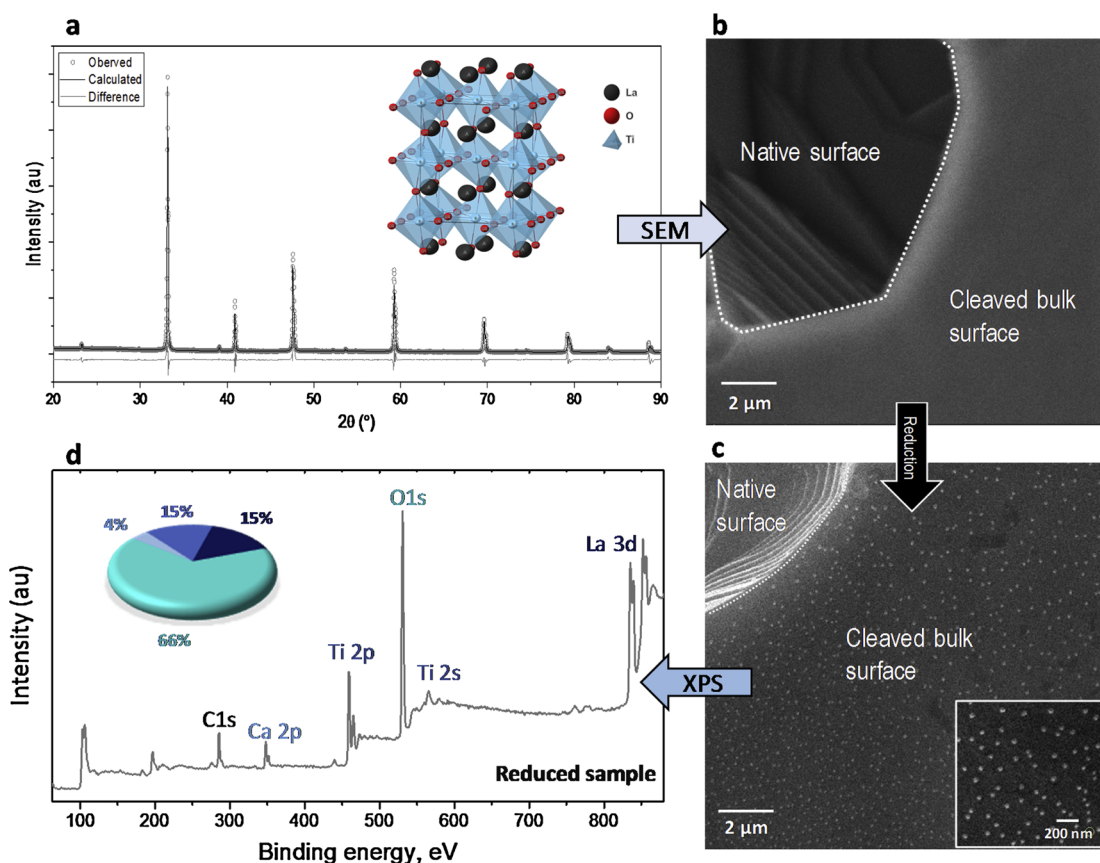 a
Oberved
Calculated
Difference
La
O
Ti
Intensity (au)
20 30 40 50 60 70 80 90
2θ (°)
SEM
b
Native surface
Cleaved bulk
surface
2 µm
Reduction
c
Native
surface
Cleaved bulk
surface
2 µm
200 nm
XPS
d
4%
15%
15%
66%
O1s
La 3d
Ti 2p
Ti 2s
C1s
Ca 2p
Reduced sample
Intensity (au)
100 200 300 400 500 600 700 800
Binding energy, eV